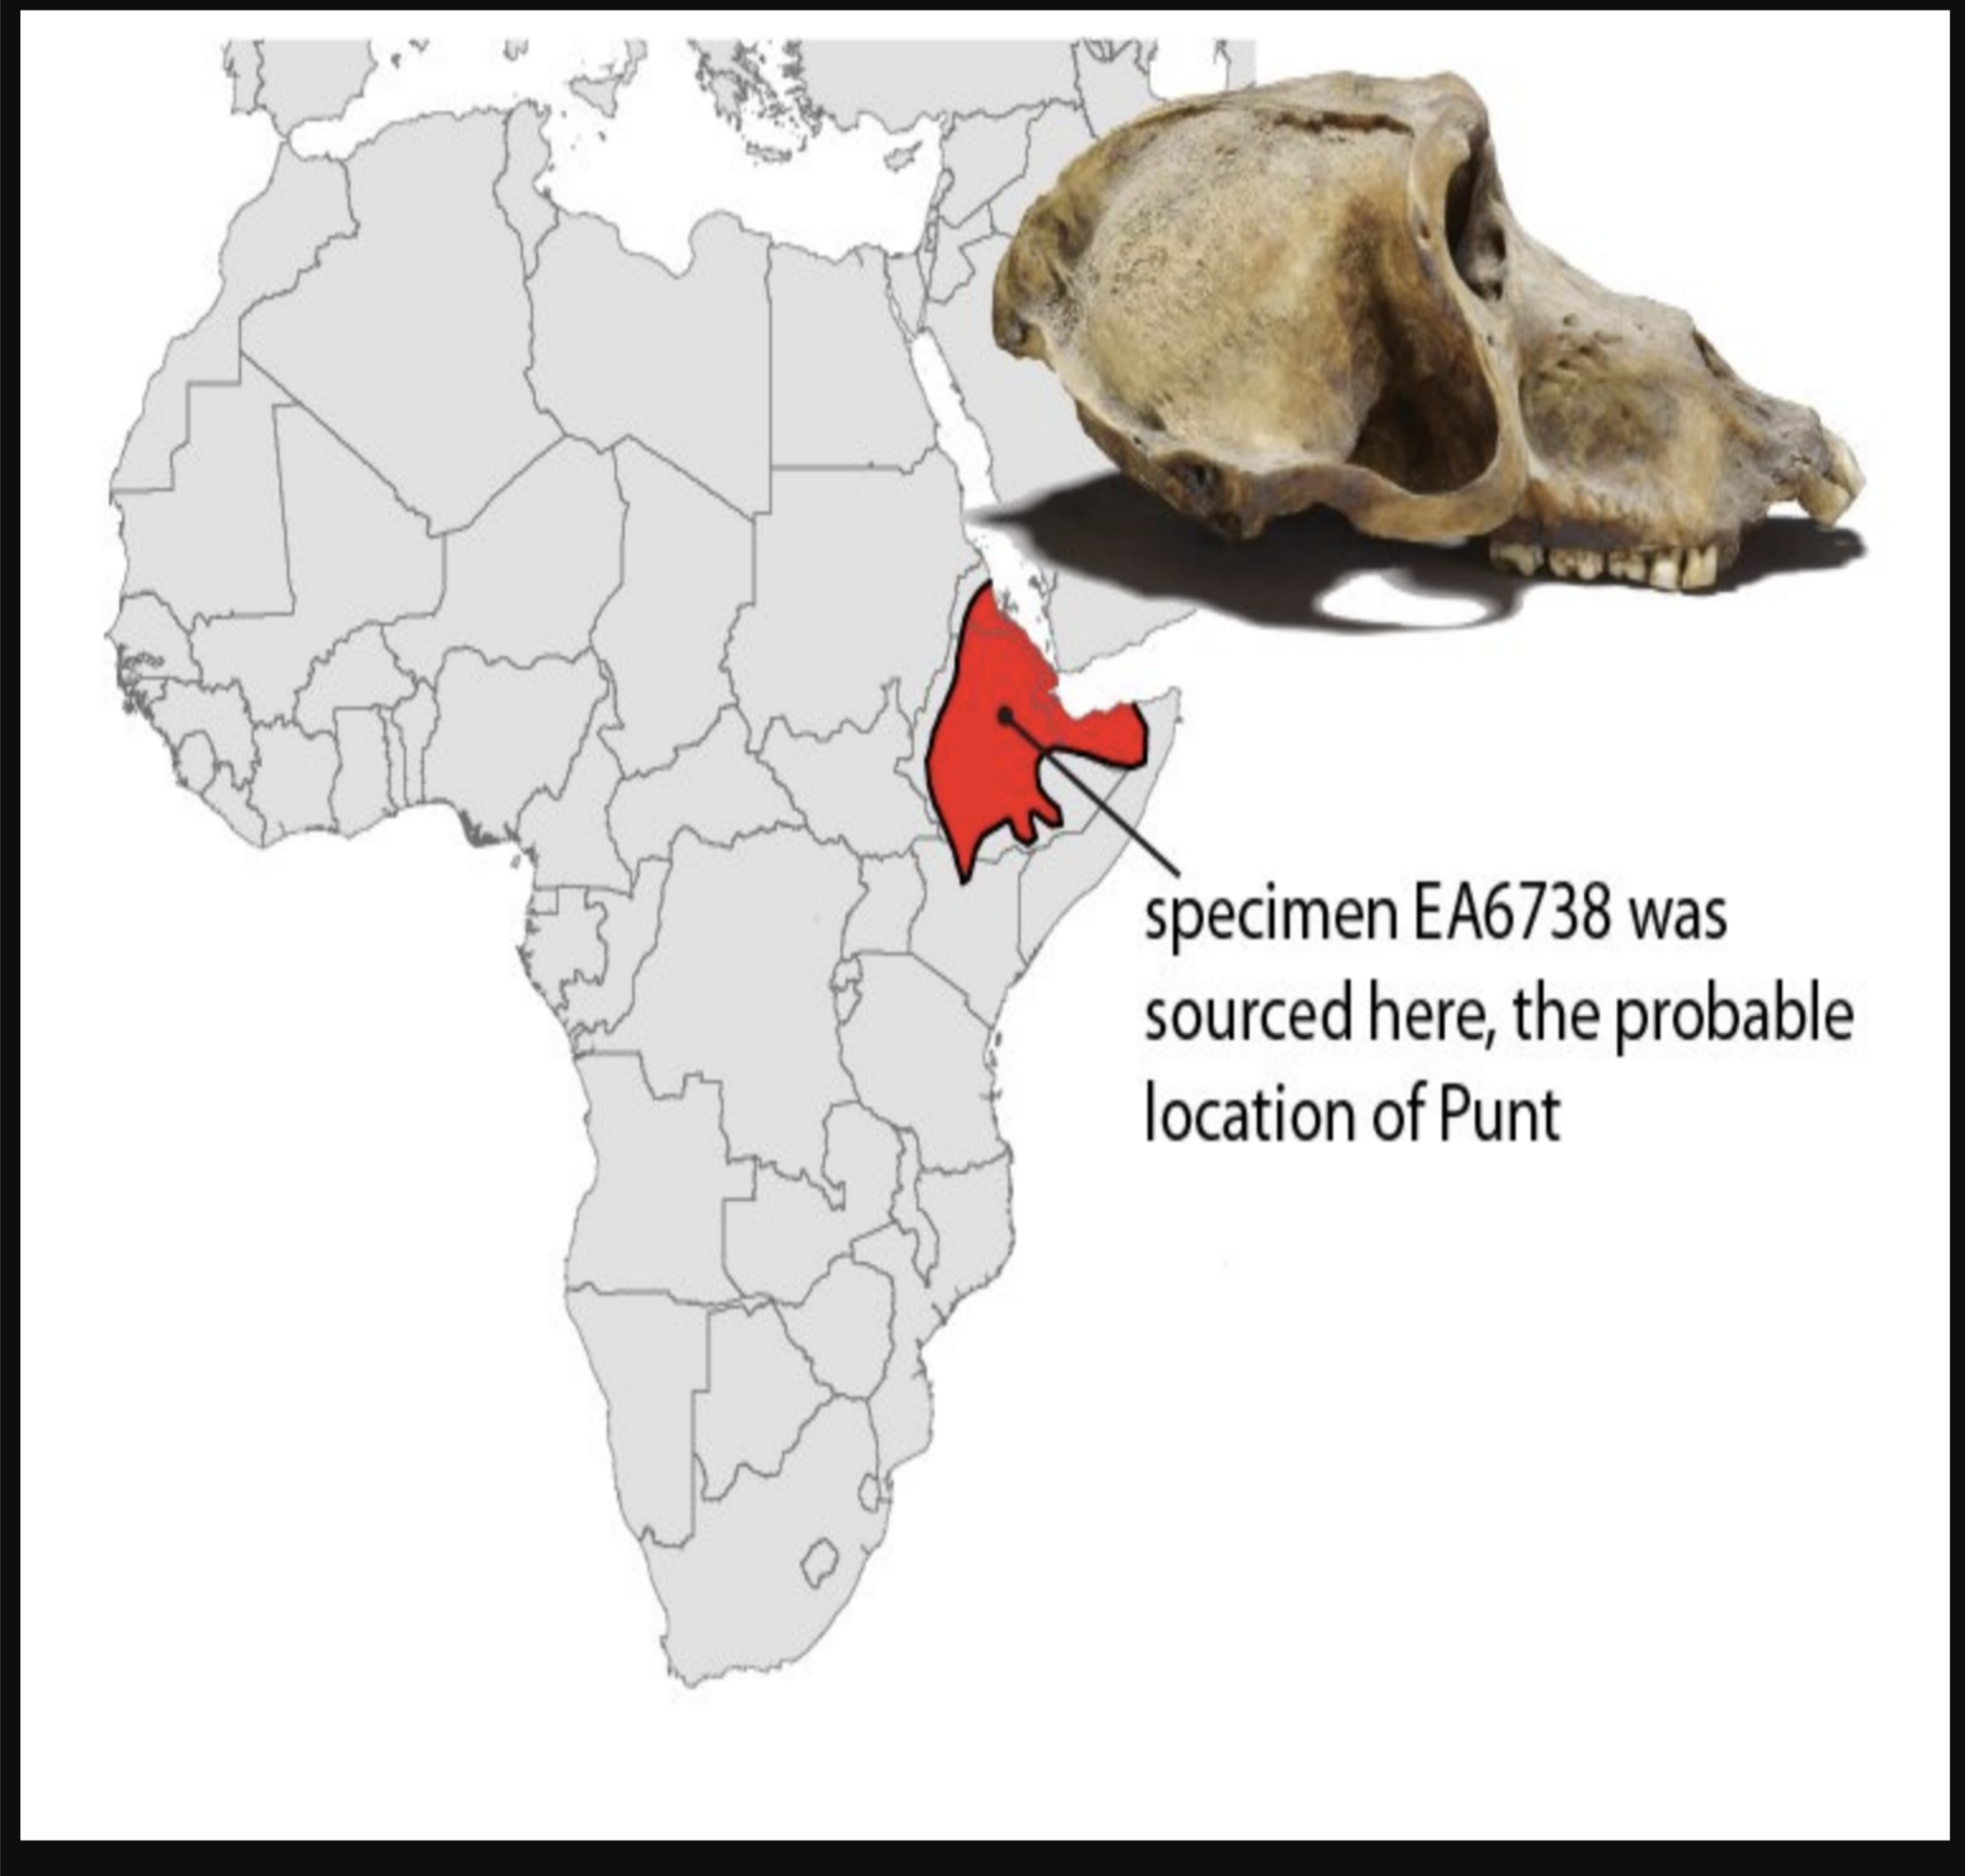 specimen EA6738 was
sourced here, the probable
location of Punt